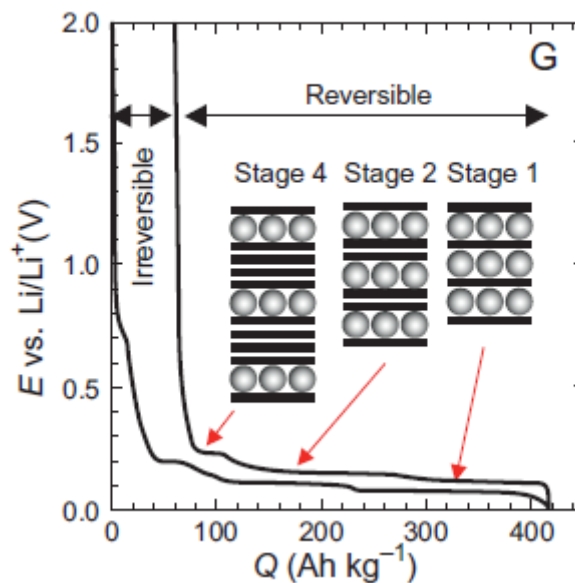 G
Reversible
Irreversible
Stage 4 Stage 2 Stage 1
E vs. Li/Li⁺(V)
2.0
1.5
1.0
0.5
0.0
0 100 200 300 400
Q (Ah kg⁻¹)